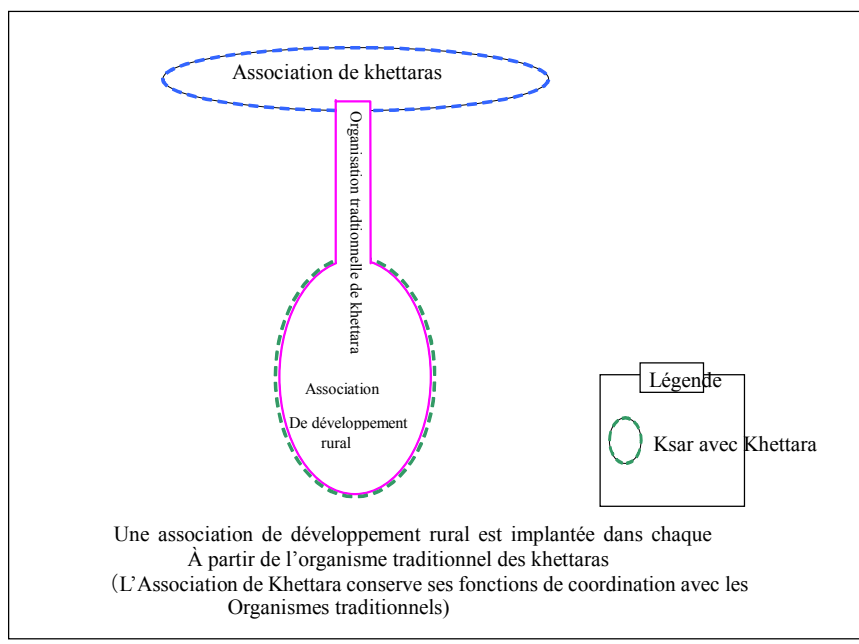 Association de khettaras
Organisation tradtionnelle de khettara
Association
De développement
rural
Légende
Ksar avec Khettara
Une association de développement rural est implantée dans chaque
À partir de l’organisme traditionnel des khettaras
(L’Association de Khettara conserve ses fonctions de coordination avec les
Organismes traditionnels)